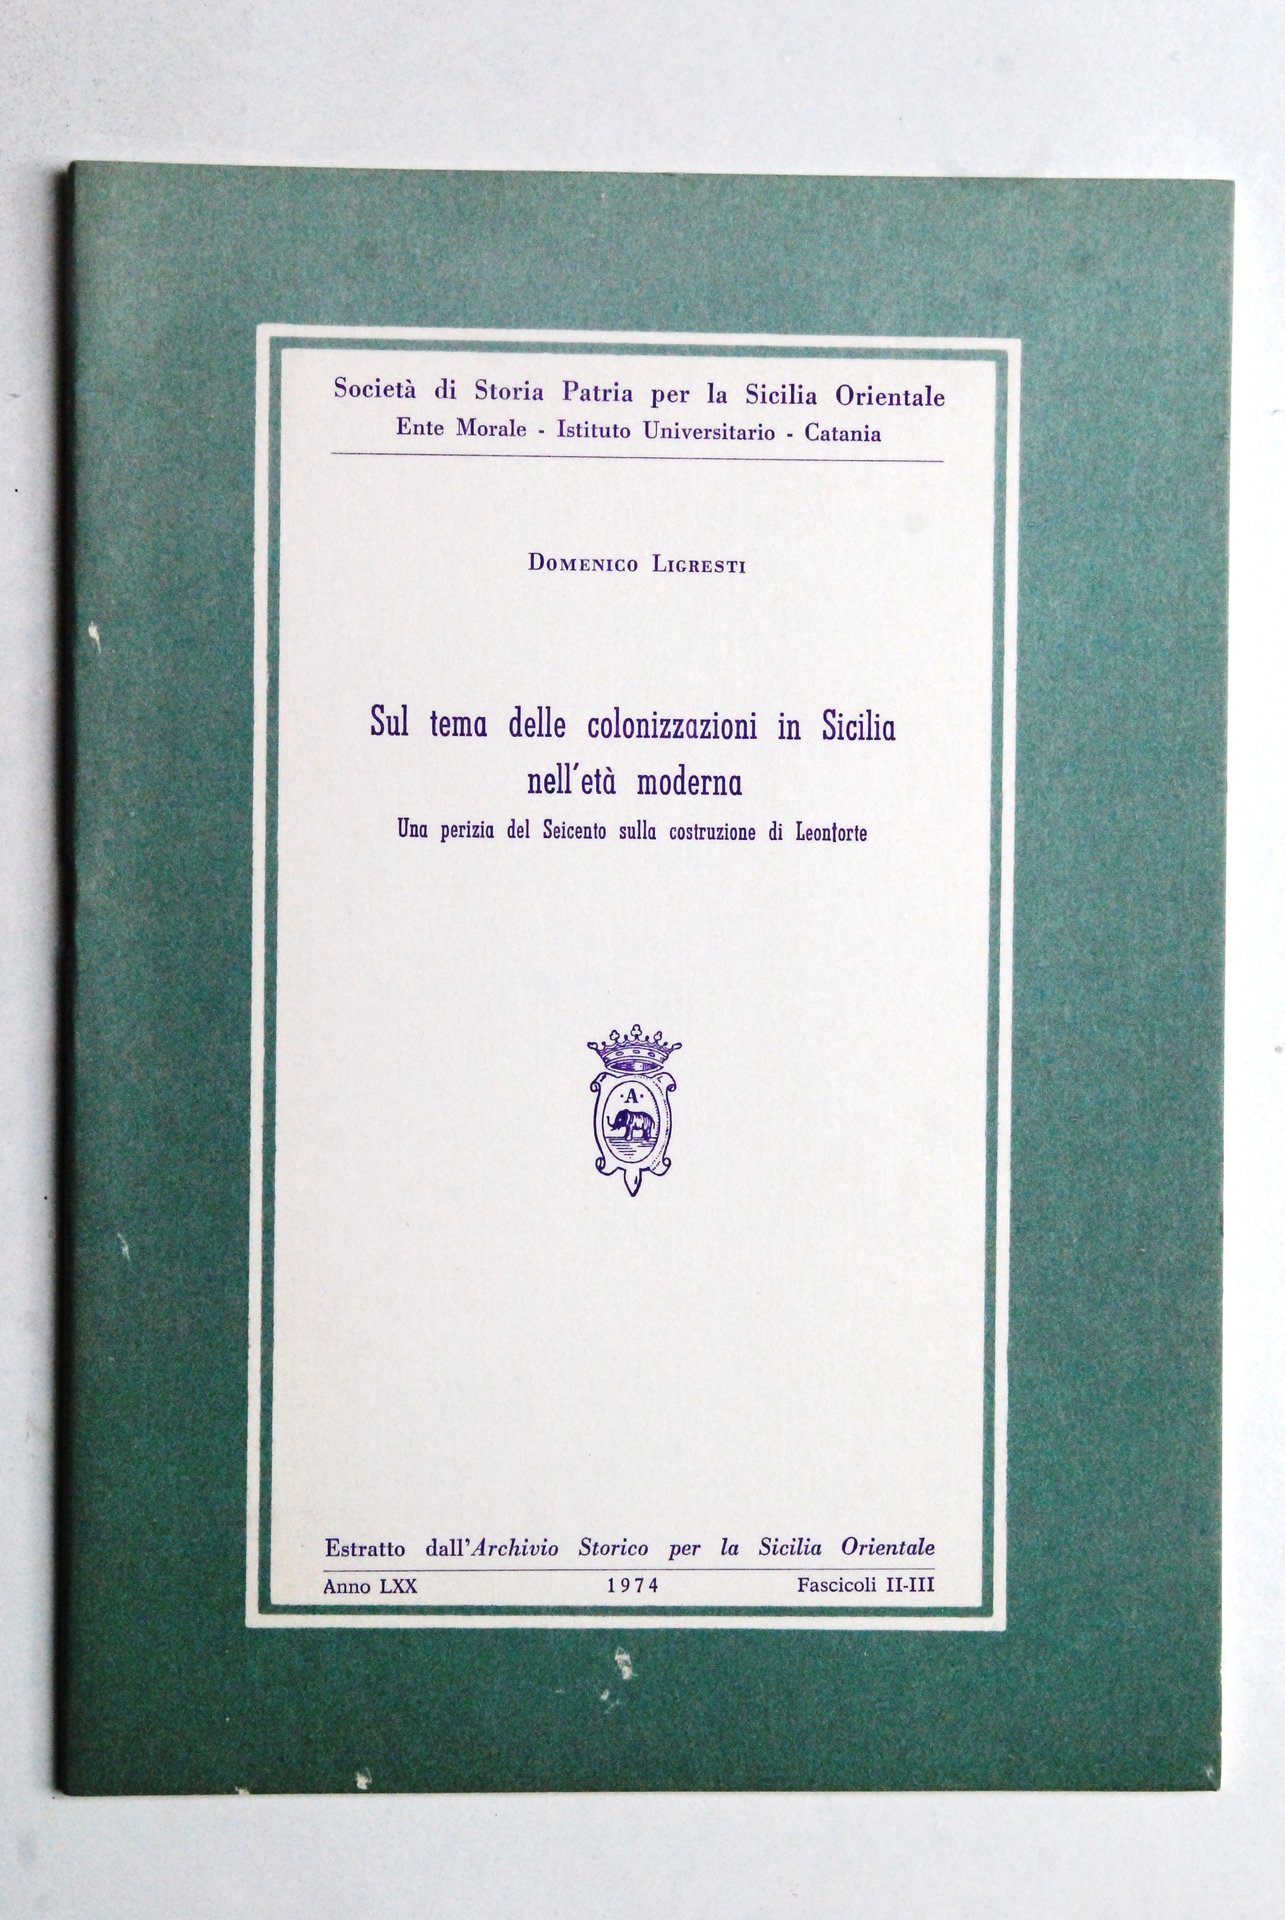 Società di Storia Patria per la Sicilia Orientale
Ente Morale - Istituto Universitario - Catania
DOMENICO LIGRESTI
Sul tema delle colonizzazioni in Sicilia
nell'età moderna
Una perizia del Seicento sulla costruzione di Leonforte
·A·
Estratto dall'Archivio Storico per la Sicilia Orientale
Anno LXX 1974 Fascicoli II-III